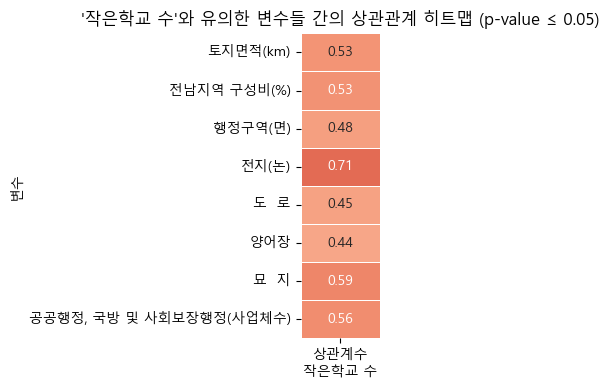 '작은학교 수'와 유의한 변수들 간의 상관관계 히트맵 (p-value ≤ 0.05)
변수
토지면적(km) 0.53
전남지역 구성비(%) 0.53
행정구역(면) 0.48
전지(논) 0.71
도 로 0.45
양어장 0.44
묘 지 0.59
공공행정, 국방 및 사회보장행정(사업체수) 0.56
상관계수
작은학교 수